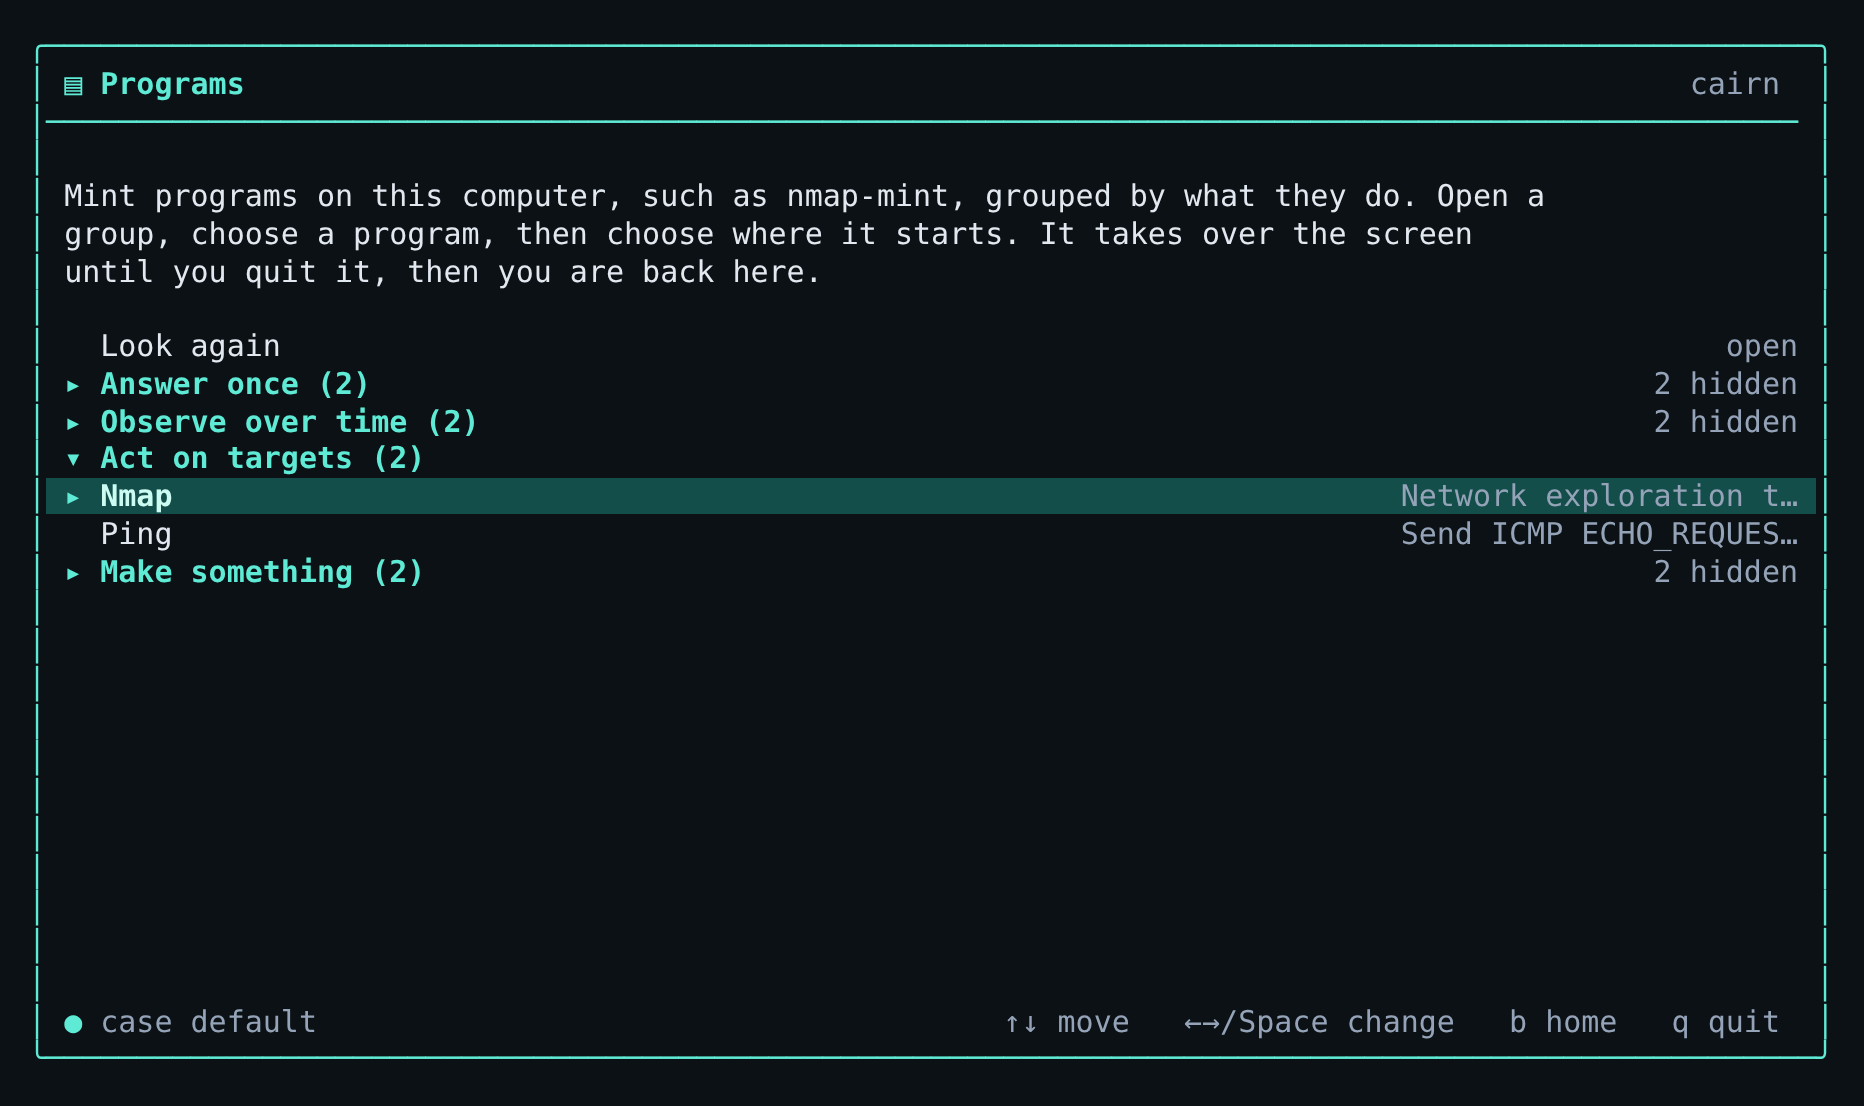 ▤ Programs cairn
Mint programs on this computer, such as nmap-mint, grouped by what they do. Open a
group, choose a program, then choose where it starts. It takes over the screen
until you quit it, then you are back here.
Look again open
▸ Answer once (2) 2 hidden
▸ Observe over time (2) 2 hidden
▾ Act on targets (2)
▸ Nmap Network exploration t…
Ping Send ICMP ECHO_REQUES…
▸ Make something (2) 2 hidden
● case default ↑↓ move ←→/Space change b home q quit